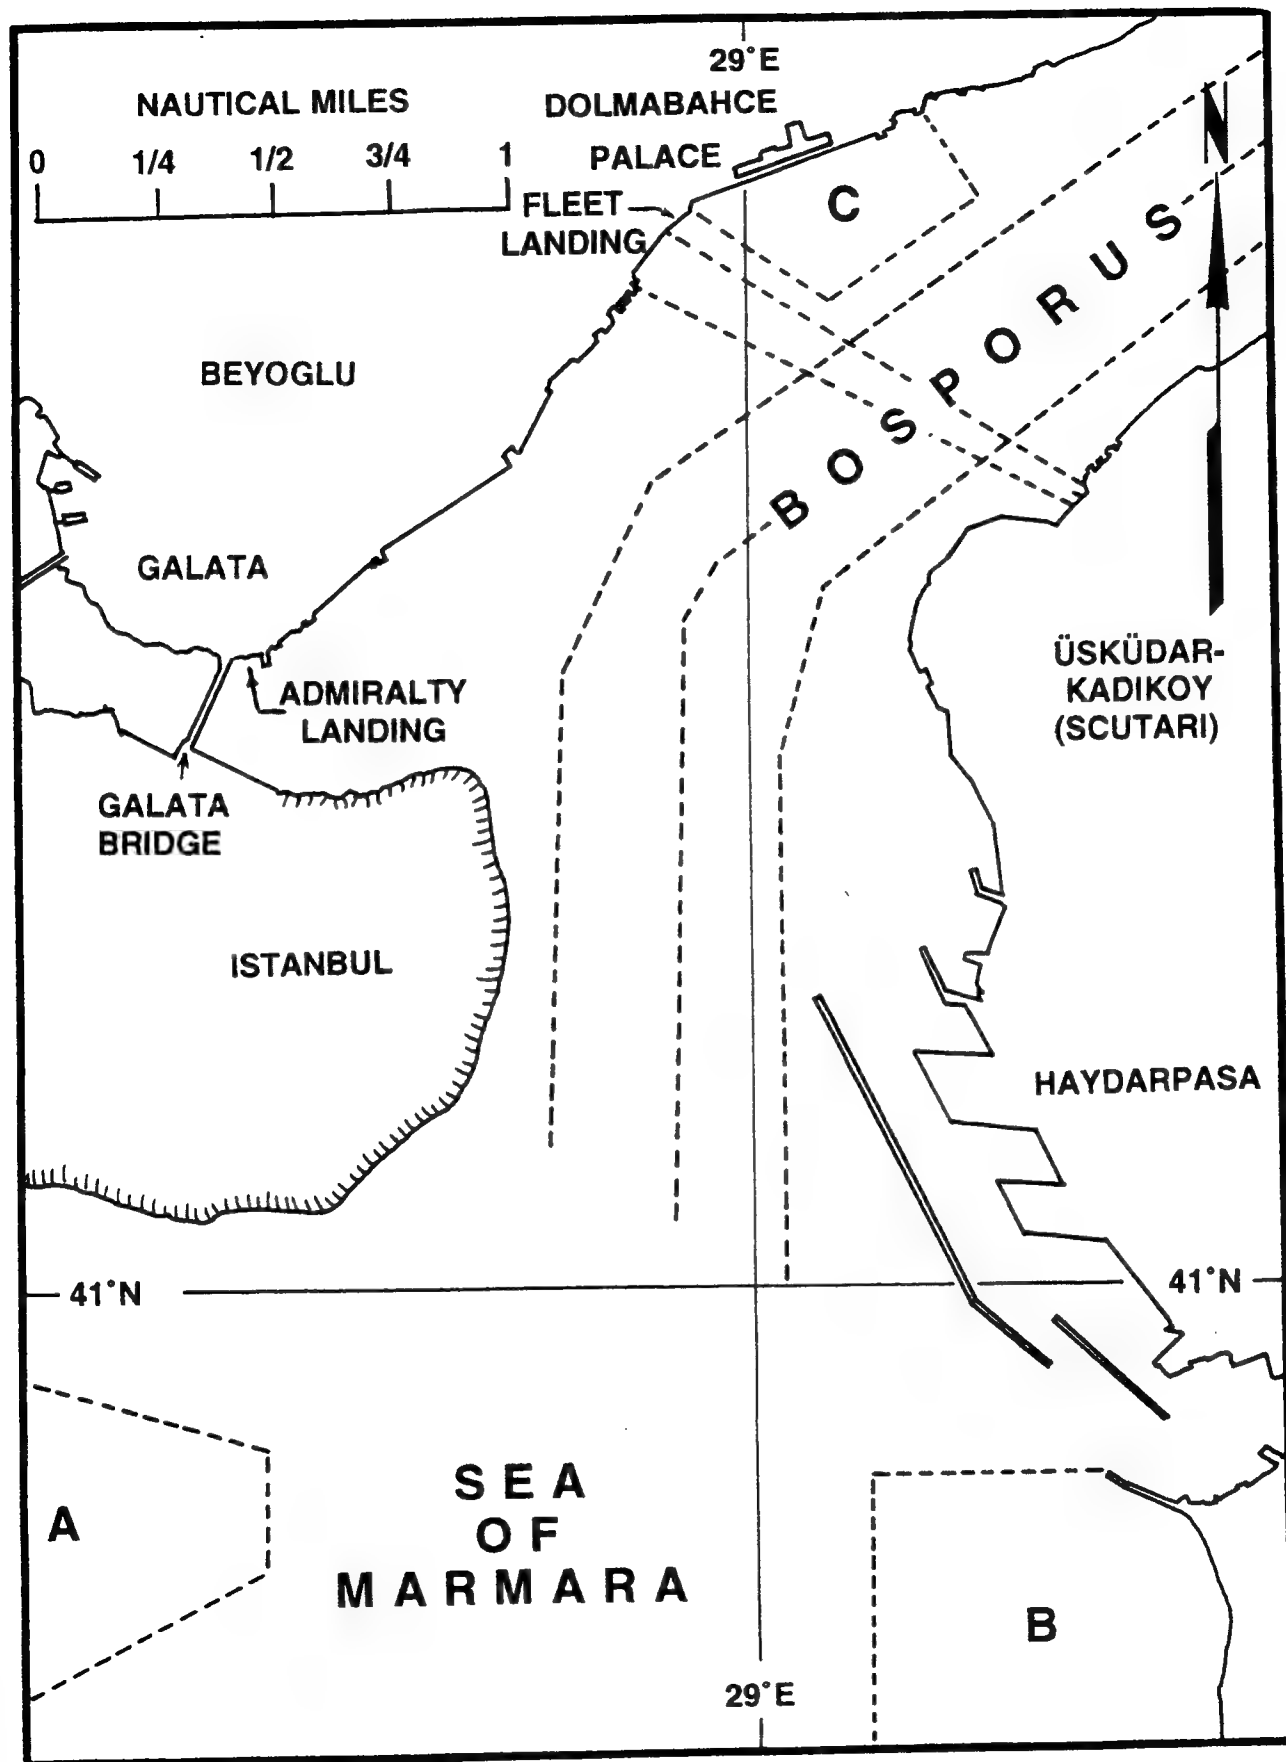 29°E
NAUTICAL MILES
0 1/4 1/2 3/4 1
DOLMABAHCE
PALACE
FLEET
LANDING
C
N
BOSPORUS
BEYOGLU
GALATA
ADMIRALTY
LANDING
GALATA
BRIDGE
ÜSKÜDAR-
KADIKOY
(SCUTARI)
ISTANBUL
HAYDARPASA
41°N
41°N
A
SEA
OF
MARMARA
B
29°E